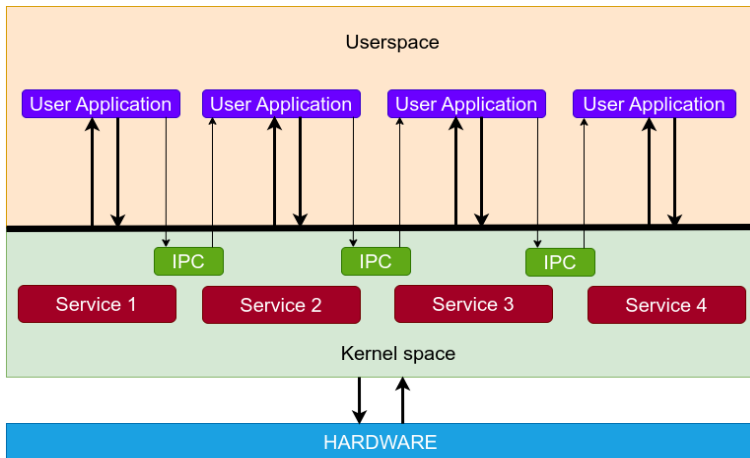 Userspace
User Application
User Application
User Application
User Application
IPC
IPC
IPC
Service 1
Service 2
Service 3
Service 4
Kernel space
HARDWARE